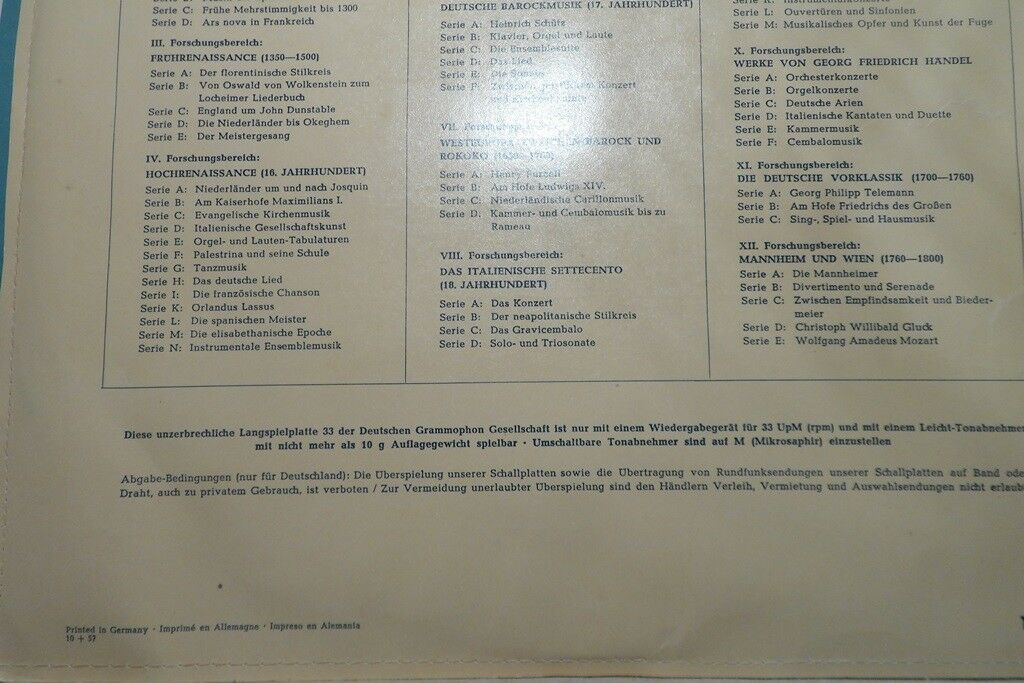 Serie C: Frühe Mehrstimmigkeit bis 1300
Serie D: Ars nova in Frankreich
III. Forschungsbereich:
FRÜHRENAISSANCE (1350—1500)
Serie A: Der florentinische Stilkreis
Serie B: Von Oswald von Wolkenstein zum
Locheimer Liederbuch
Serie C: England um John Dunstable
Serie D: Die Niederländer bis Okeghem
Serie E: Der Meistergesang
IV. Forschungsbereich:
HOCHRENAISSANCE (16. JAHRHUNDERT)
Serie A: Niederländer um und nach Josquin
Serie B: Am Kaiserhofe Maximilians I.
Serie C: Evangelische Kirchenmusik
Serie D: Italienische Gesellschaftskunst
Serie E: Orgel- und Lauten-Tabulaturen
Serie F: Palestrina und seine Schule
Serie G: Tanzmusik
Serie H: Das deutsche Lied
Serie I: Die französische Chanson
Serie K: Orlandus Lassus
Serie L: Die spanischen Meister
Serie M: Die elisabethanische Epoche
Serie N: Instrumentale Ensemblemusik
DEUTSCHE BAROCKMUSIK (17. JAHRHUNDERT)
Serie A: Heinrich Schütz
Serie B: Klavier, Orgel und Laute
Serie C: Die Ensemblesuite
Serie D: Das Lied
Serie E: Die
Serie F: Zwischen Konzert
und
VII.
BAROCK UND
ROKOKO
Serie A: Henry Purcell
Serie B: Am Hofe Ludwigs XIV.
Serie C: Niederländische Carillonmusik
Serie D: Kammer- und Cembalomusik bis zu
Rameau
VIII. Forschungsbereich:
DAS ITALIENISCHE SETTECENTO
(18. JAHRHUNDERT)
Serie A: Das Konzert
Serie B: Der neapolitanische Stilkreis
Serie C: Das Gravicembalo
Serie D: Solo- und Triosonate
Serie L: Ouvertüren und Sinfonien
Serie M: Musikalisches Opfer und Kunst der Fuge
X. Forschungsbereich:
WERKE VON GEORG FRIEDRICH HÄNDEL
Serie A: Orchesterkonzerte
Serie B: Orgelkonzerte
Serie C: Deutsche Arien
Serie D: Italienische Kantaten und Duette
Serie E: Kammermusik
Serie F: Cembalomusik
XI. Forschungsbereich:
DIE DEUTSCHE VORKLASSIK (1700—1760)
Serie A: Georg Philipp Telemann
Serie B: Am Hofe Friedrichs des Großen
Serie C: Sing-, Spiel- und Hausmusik
XII. Forschungsbereich:
MANNHEIM UND WIEN (1760—1800)
Serie A: Die Mannheimer
Serie B: Divertimento und Serenade
Serie C: Zwischen Empfindsamkeit und Bieder-
meier
Serie D: Christoph Willibald Gluck
Serie E: Wolfgang Amadeus Mozart
Diese unzerbrechliche Langspielplatte 33 der Deutschen Grammophon Gesellschaft ist nur mit einem Wiedergabegerät für 33 UpM (rpm) und mit einem Leicht-Tonabnehmer
mit nicht mehr als 10 g Auflagegewicht spielbar · Umschaltbare Tonabnehmer sind auf M (Mikrosaphir) einzustellen
Abgabe-Bedingungen (nur für Deutschland): Die Überspielung unserer Schallplatten sowie die Übertragung von Rundfunksendungen unserer Schallplatten auf Band ode
Draht, auch zu privatem Gebrauch, ist verboten / Zur Vermeidung unerlaubter Überspielung sind den Händlern Verleih, Vermietung und Auswahlsendungen nicht erlaub
Printed in Germany · Imprimé en Allemagne · Impreso en Alemania
10 + 57